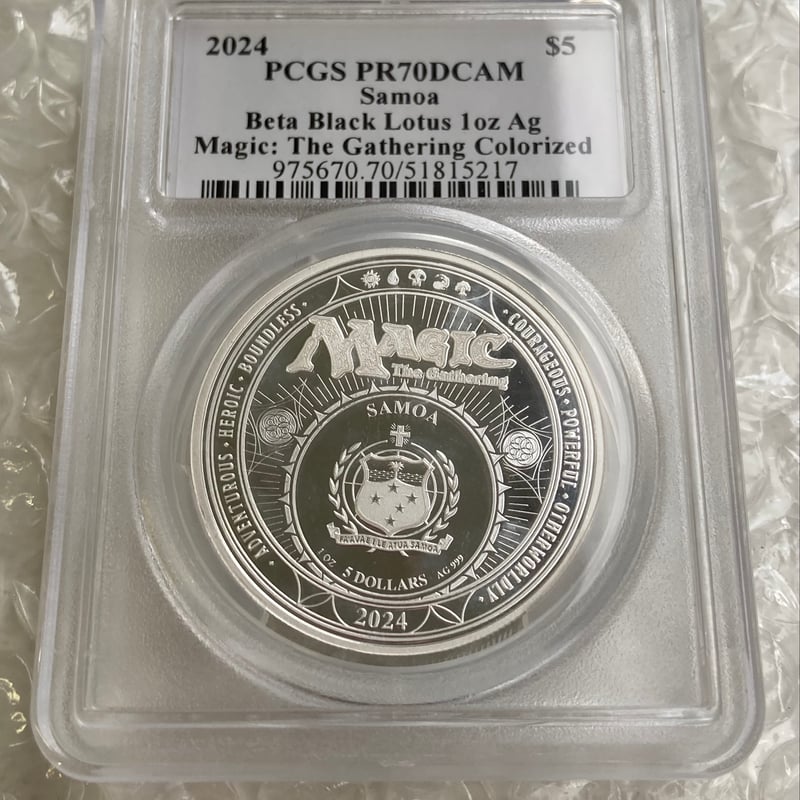 2024 $5
PCGS PR70DCAM
Samoa
Beta Black Lotus 1oz Ag
Magic: The Gathering Colorized
975670.70/51815217
• ADVENTUROUS • HEROIC • BOUNDLESS •
• COURAGEOUS • POWERFUL • OTHERWORLDLY •
MAGIC
The Gathering
SAMOA
FA'AVAE I LE ATUA SAMOA
1 OZ 5 DOLLARS AG 999
2024